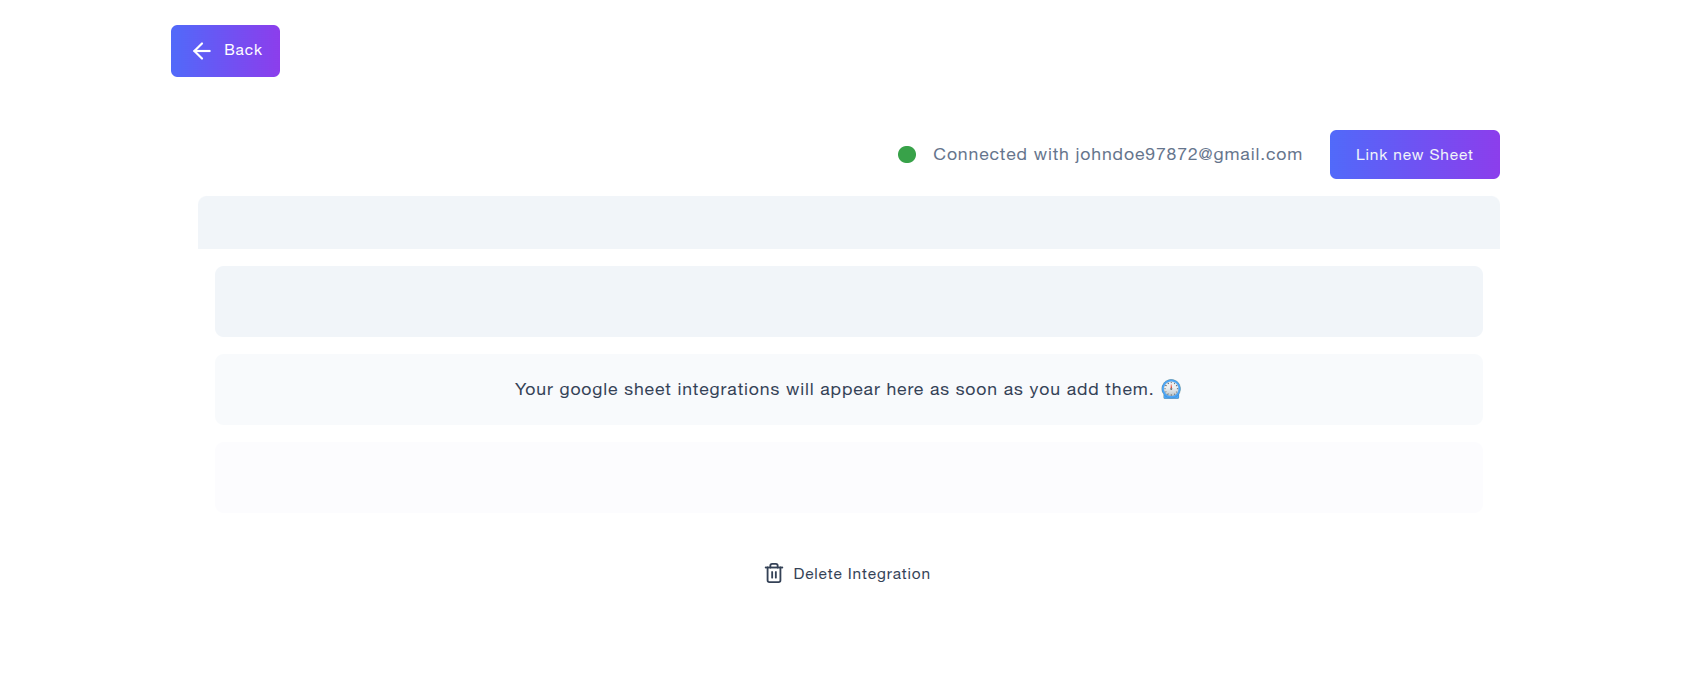 Back
Connected with johndoe97872@gmail.com
Link new Sheet
Your google sheet integrations will appear here as soon as you add them. ⏲️
Delete Integration